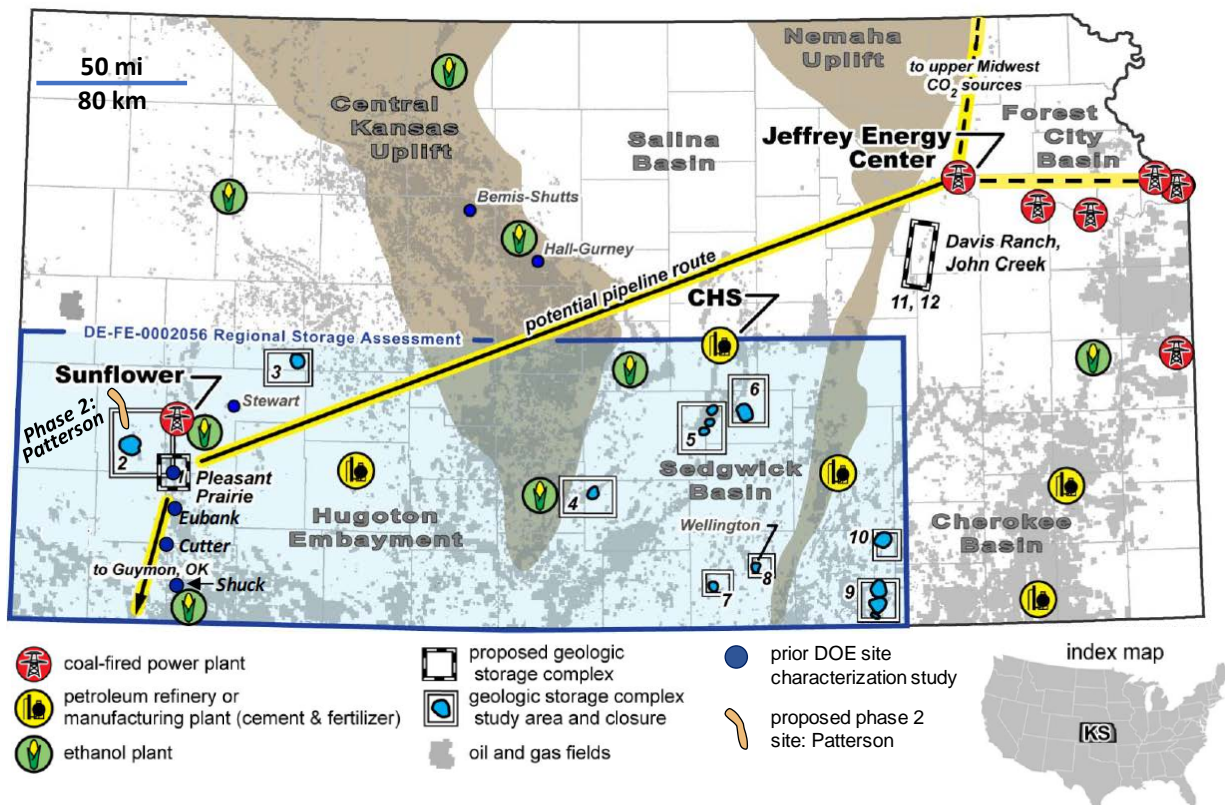 50 mi
80 km
Central
Kansas
Uplift
Nemaha
Uplift
to upper Midwest
CO2 sources
Forest
City
Basin
Salina
Basin
Jeffrey Energy
Center
Bemis-Shutts
Hall-Gurney
potential pipeline route
Davis Ranch,
John Creek
11, 12
CHS
DE-FE-0002056 Regional Storage Assessment
3
Sunflower
Stewart
Phase 2:
Patterson
2
1
Pleasant
Prairie
Eubank
Cutter
to Guymon, OK
Shuck
Hugoton
Embayment
4
5
6
Sedgwick
Basin
Wellington
7
8
9
10
Cherokee
Basin
coal-fired power plant
petroleum refinery or
manufacturing plant (cement & fertilizer)
ethanol plant
proposed geologic
storage complex
geologic storage complex
study area and closure
oil and gas fields
prior DOE site
characterization study
proposed phase 2
site: Patterson
index map
KS